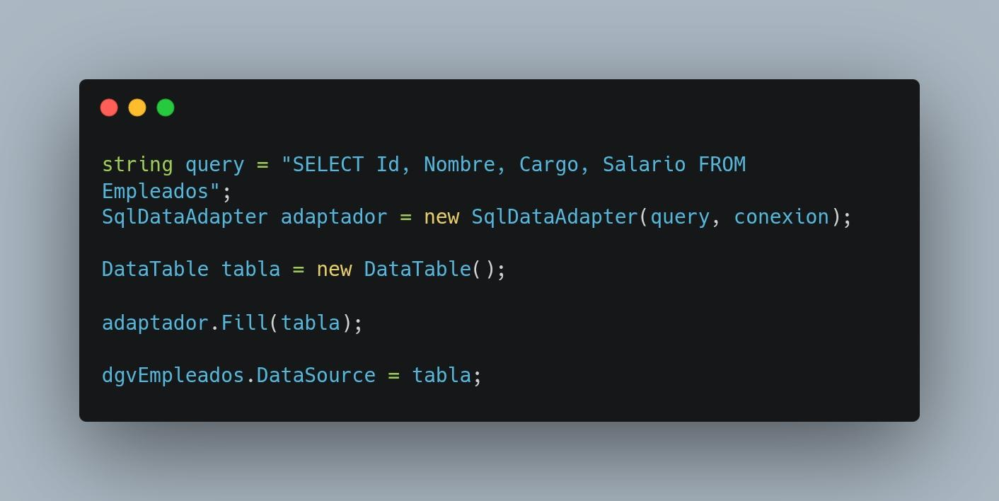 string query = "SELECT Id, Nombre, Cargo, Salario FROM
Empleados";
SqlDataAdapter adaptador = new SqlDataAdapter(query, conexion);
DataTable tabla = new DataTable();
adaptador.Fill(tabla);
dgvEmpleados.DataSource = tabla;